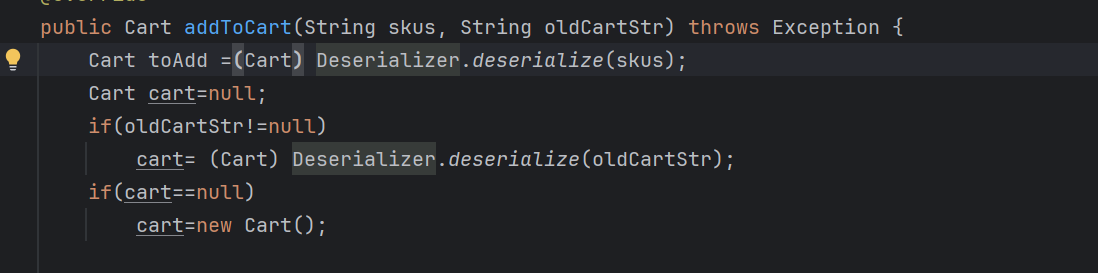 @Override
public Cart addToCart(String skus, String oldCartStr) throws Exception {
Cart toAdd =(Cart) Deserializer.deserialize(skus);
Cart cart=null;
if(oldCartStr!=null)
cart= (Cart) Deserializer.deserialize(oldCartStr);
if(cart==null)
cart=new Cart();